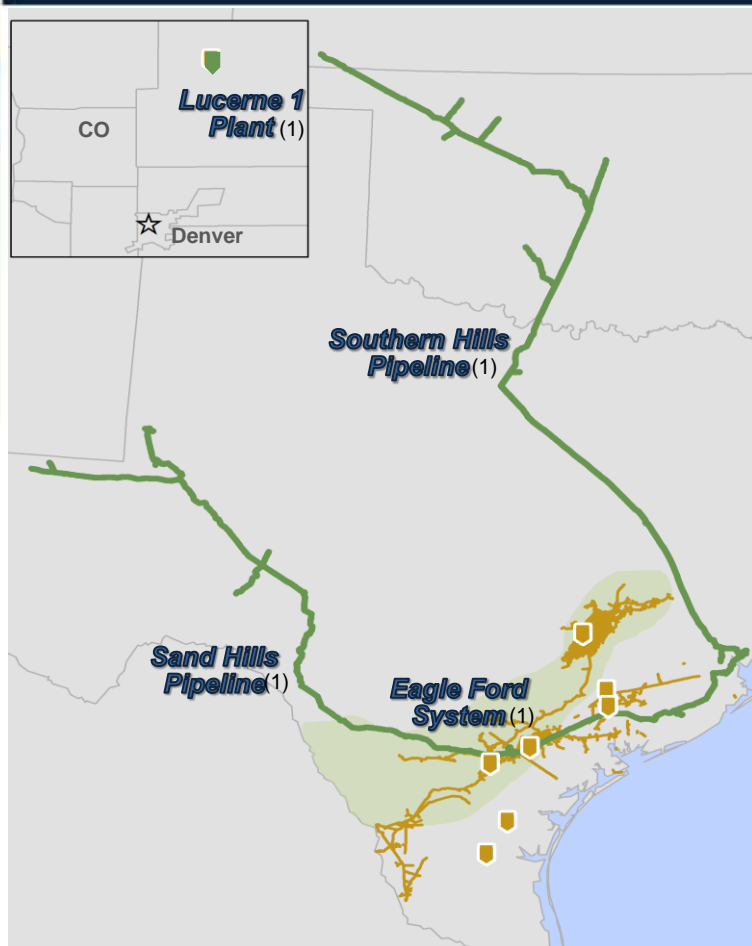 Lucerne 1
Plant (1)
CO
Denver
Southern Hills
Pipeline (1)
Sand Hills
Pipeline (1)
Eagle Ford
System (1)